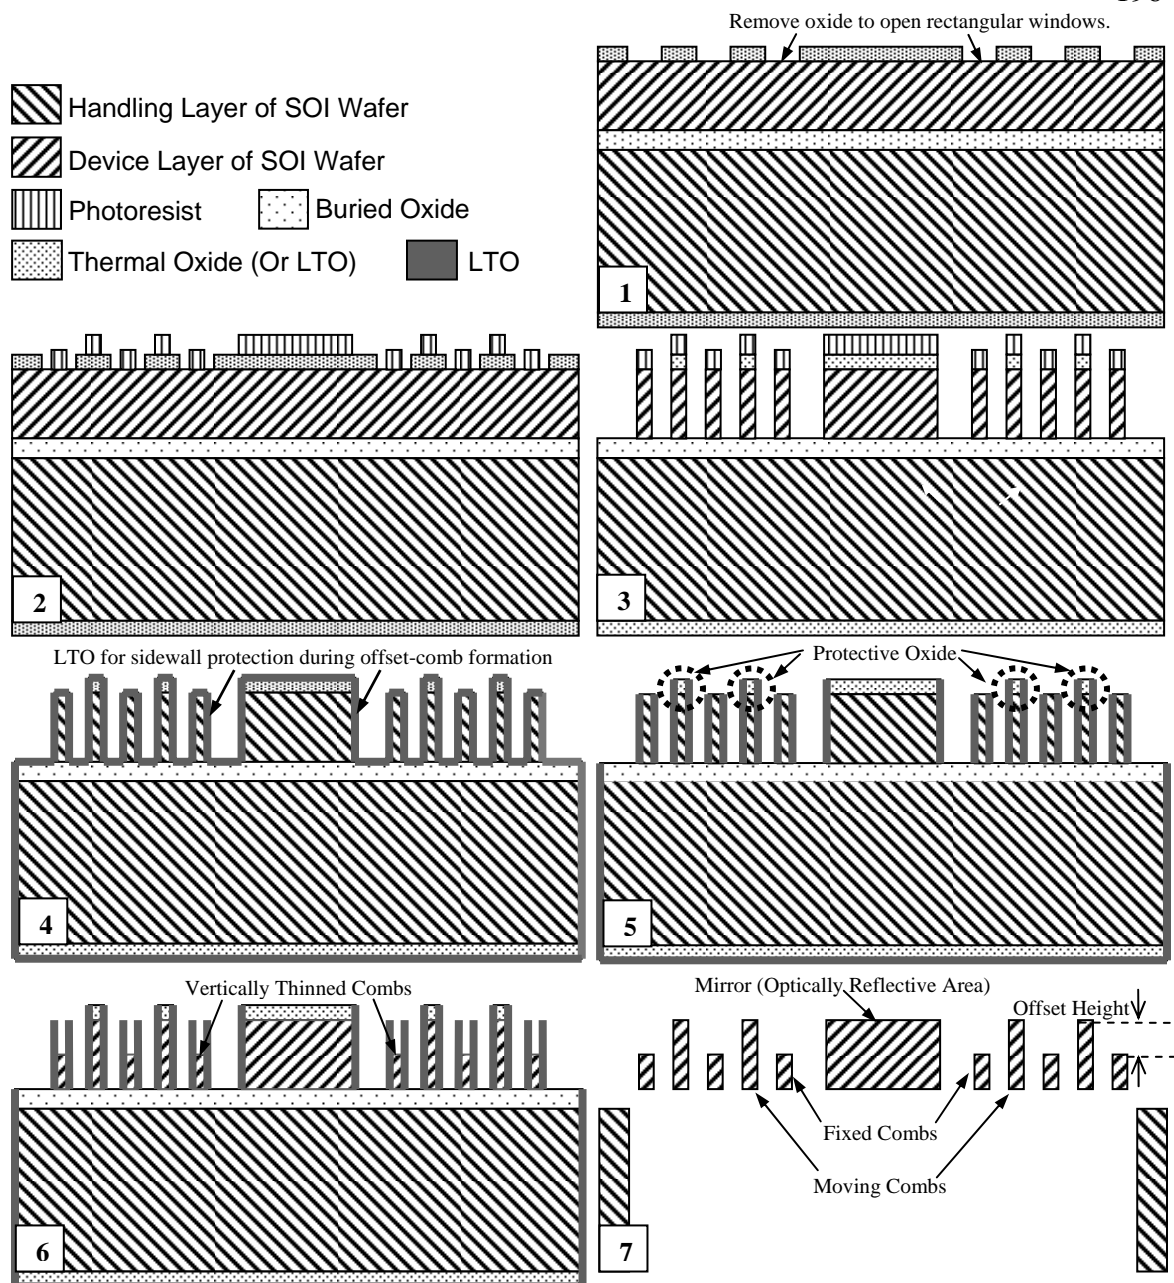 Remove oxide to open rectangular windows.
Handling Layer of SOI Wafer
Device Layer of SOI Wafer
Photoresist
Buried Oxide
Thermal Oxide (Or LTO)
LTO
1
2
3
LTO for sidewall protection during offset-comb formation
Protective Oxide
4
5
Vertically Thinned Combs
Mirror (Optically Reflective Area)
Offset Height
Fixed Combs
Moving Combs
6
7